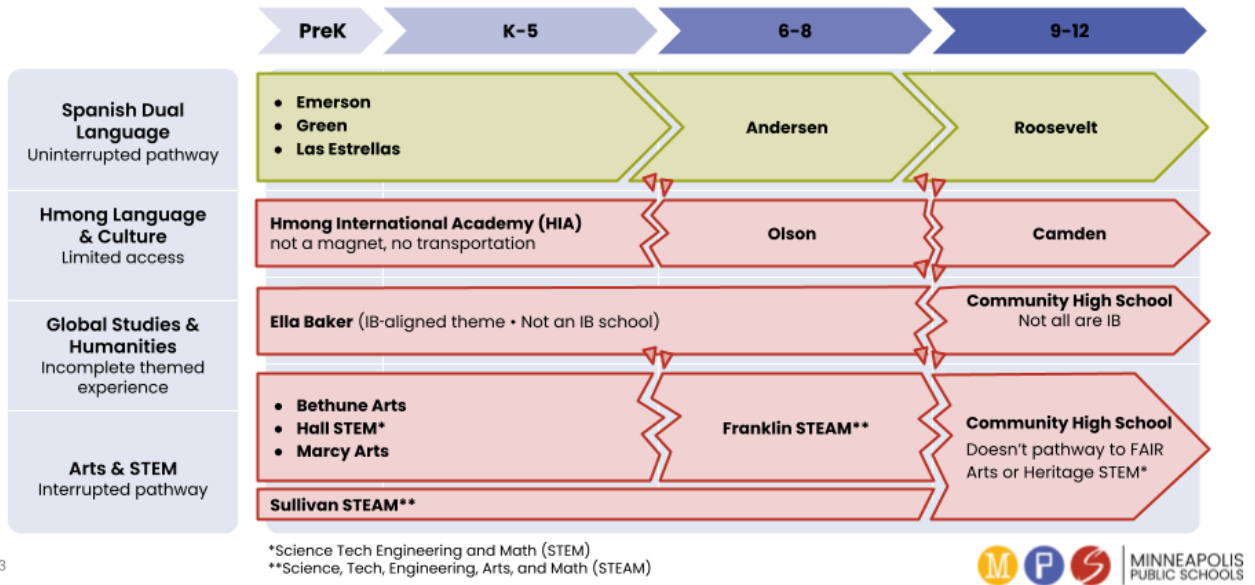 PreK
K-5
6-8
9-12
Spanish Dual
Language
Uninterrupted pathway
● Emerson
● Green
● Las Estrellas
Andersen
Roosevelt
Hmong Language
& Culture
Limited access
Hmong International Academy (HIA)
not a magnet, no transportation
Olson
Camden
Global Studies &
Humanities
Incomplete themed
experience
Ella Baker (IB-aligned theme • Not an IB school)
Community High School
Not all are IB
Arts & STEM
Interrupted pathway
● Bethune Arts
● Hall STEM*
● Marcy Arts
Franklin STEAM**
Community High School
Doesn't pathway to FAIR
Arts or Heritage STEM*
Sullivan STEAM**
*Science Tech Engineering and Math (STEM)
**Science, Tech, Engineering, Arts, and Math (STEAM)
3
M P S
MINNEAPOLIS
PUBLIC SCHOOLS